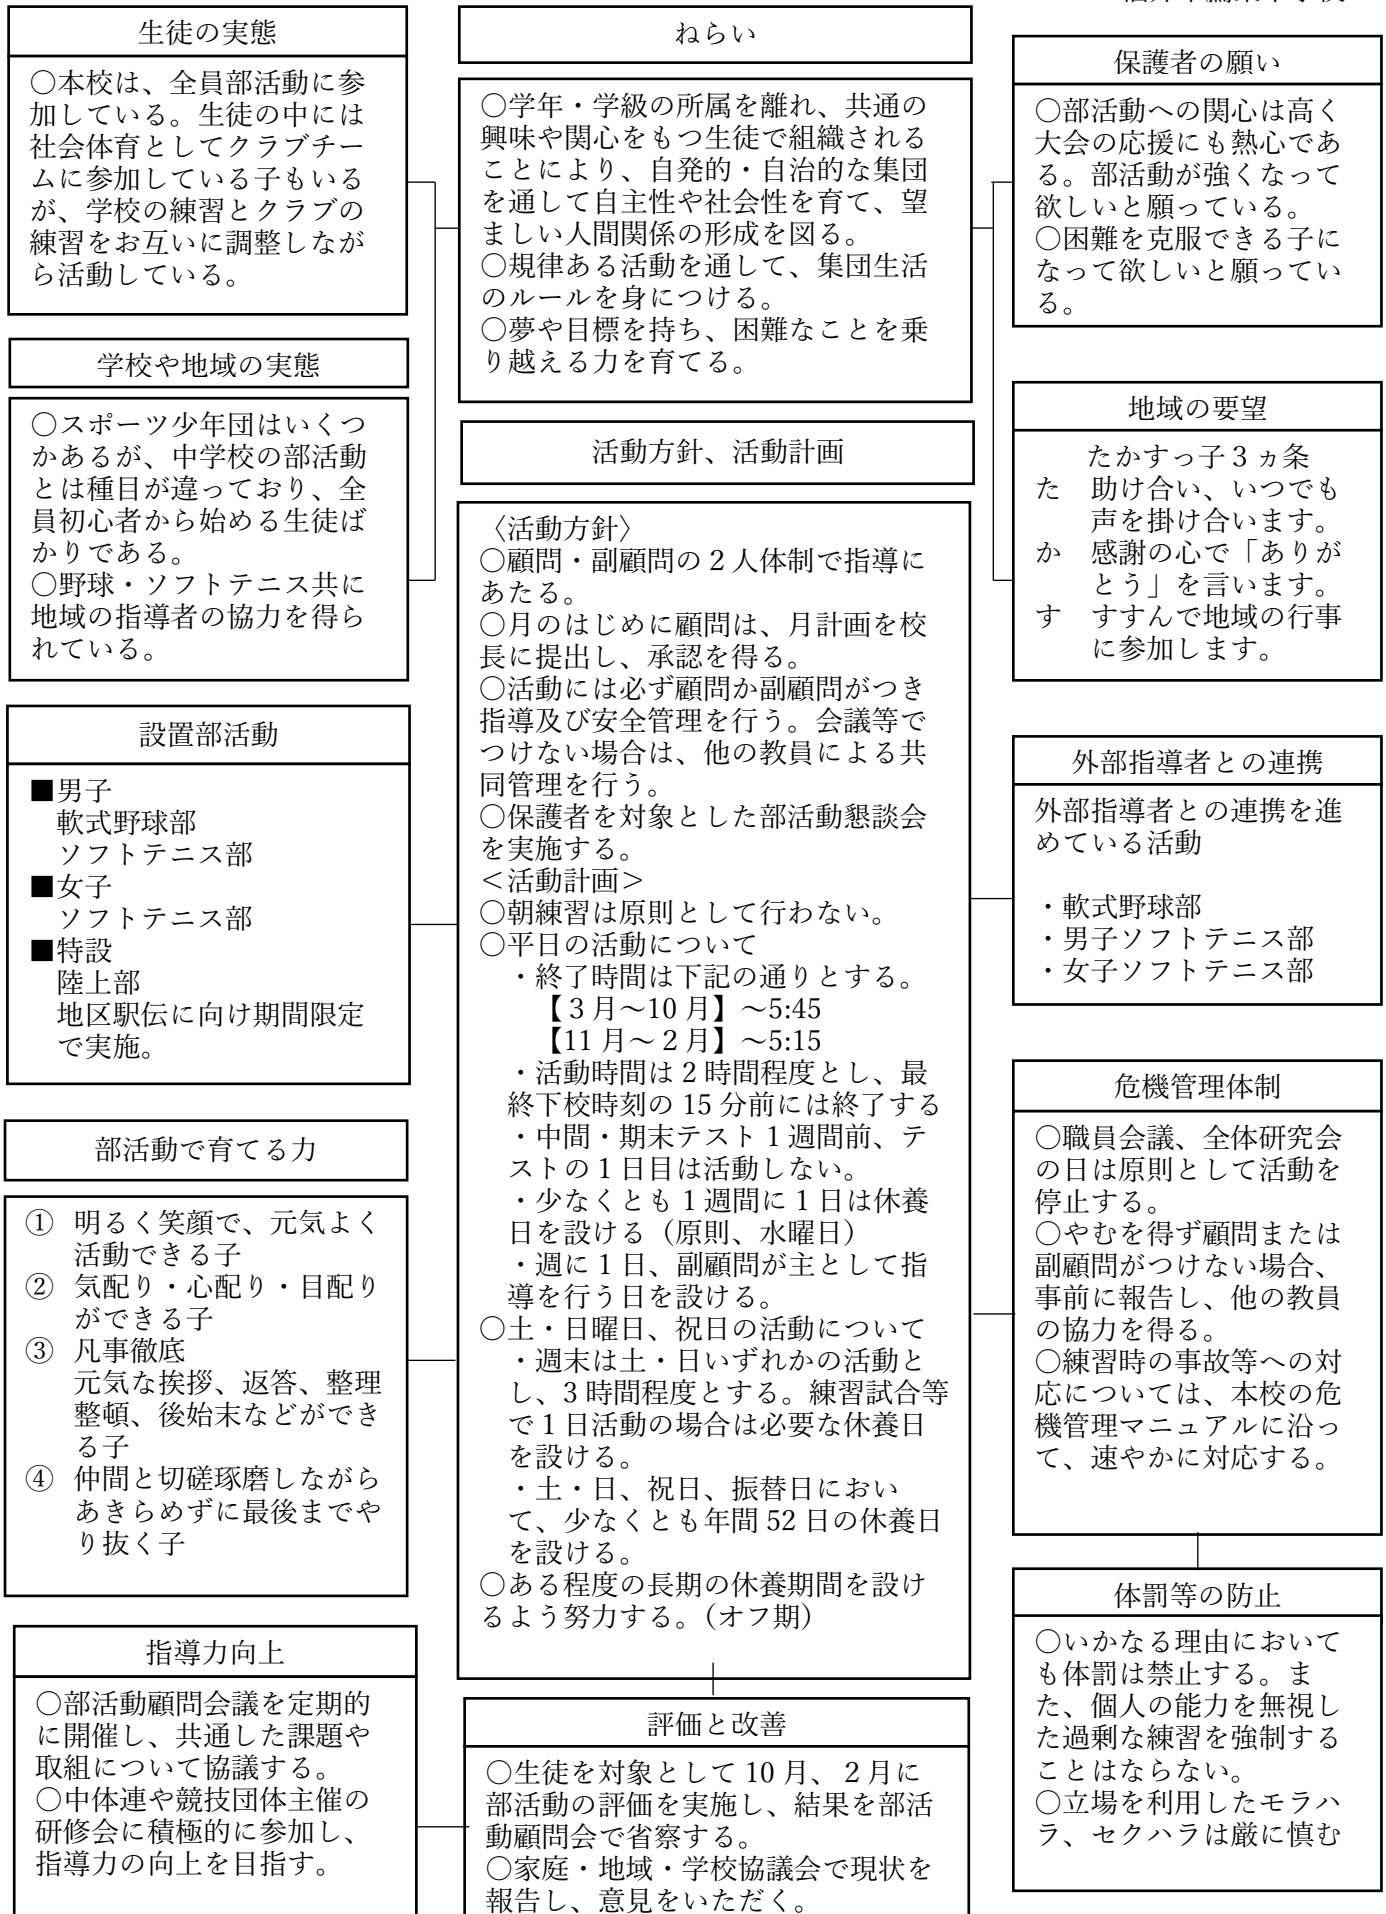 生徒の実態
○本校は、全員部活動に参
加している。生徒の中には
社会体育としてクラブチー
ムに参加している子もいる
が、学校の練習とクラブの
練習をお互いに調整しなが
ら活動している。
学校や地域の実態
○スポーツ少年団はいくつ
かあるが、中学校の部活動
とは種目が違っており、全
員初心者から始める生徒ば
かりである。
○野球・ソフトテニス共に
地域の指導者の協力を得ら
れている。
設置部活動
■男子
軟式野球部
ソフトテニス部
■女子
ソフトテニス部
■特設
陸上部
地区駅伝に向け期間限定
で実施。
部活動で育てる力
① 明るく笑顔で、元気よく
活動できる子
② 気配り・心配り・目配り
ができる子
③ 凡事徹底
元気な挨拶、返答、整理
整頓、後始末などができ
る子
④ 仲間と切磋琢磨しながら
あきらめずに最後までや
り抜く子
指導力向上
○部活動顧問会議を定期的
に開催し、共通した課題や
取組について協議する。
○中体連や競技団体主催の
研修会に積極的に参加し、
指導力の向上を目指す。
ねらい
○学年・学級の所属を離れ、共通の
興味や関心をもつ生徒で組織される
ことにより、自発的・自治的な集団
を通して自主性や社会性を育て、望
ましい人間関係の形成を図る。
○規律ある活動を通して、集団生活
のルールを身につける。
○夢や目標を持ち、困難なことを乗
り越える力を育てる。
活動方針、活動計画
〈活動方針〉
○顧問・副顧問の2人体制で指導に
あたる。
○月のはじめに顧問は、月計画を校
長に提出し、承認を得る。
○活動には必ず顧問か副顧問がつき
指導及び安全管理を行う。会議等で
つけない場合は、他の教員による共
同管理を行う。
○保護者を対象とした部活動懇談会
を実施する。
＜活動計画＞
○朝練習は原則として行わない。
○平日の活動について
・終了時間は下記の通りとする。
【3月～10月】～5:45
【11月～2月】～5:15
・活動時間は2時間程度とし、最
終下校時刻の15分前には終了する
・中間・期末テスト1週間前、テ
ストの1日目は活動しない。
・少なくとも1週間に1日は休養
日を設ける（原則、水曜日）
・週に1日、副顧問が主として指
導を行う日を設ける。
○土・日曜日、祝日の活動について
・週末は土・日いずれかの活動と
し、3時間程度とする。練習試合等
で1日活動の場合は必要な休養日
を設ける。
・土・日、祝日、振替日におい
て、少なくとも年間52日の休養日
を設ける。
○ある程度の長期の休養期間を設け
るよう努力する。(オフ期)
評価と改善
○生徒を対象として10月、2月に
部活動の評価を実施し、結果を部活
動顧問会で省察する。
○家庭・地域・学校協議会で現状を
報告し、意見をいただく。
保護者の願い
○部活動への関心は高く
大会の応援にも熱心であ
る。部活動が強くなって
欲しいと願っている。
○困難を克服できる子に
なって欲しいと願ってい
る。
地域の要望
たかすっ子3ヵ条
た 助け合い、いつでも
声を掛け合います。
か 感謝の心で「ありが
とう」を言います。
す すすんで地域の行事
に参加します。
外部指導者との連携
外部指導者との連携を進
めている活動
・軟式野球部
・男子ソフトテニス部
・女子ソフトテニス部
危機管理体制
○職員会議、全体研究会
の日は原則として活動を
停止する。
○やむを得ず顧問または
副顧問がつけない場合、
事前に報告し、他の教員
の協力を得る。
○練習時の事故等への対
応については、本校の危
機管理マニュアルに沿っ
て、速やかに対応する。
体罰等の防止
○いかなる理由において
も体罰は禁止する。ま
た、個人の能力を無視し
た過剰な練習を強制する
ことはならない。
○立場を利用したモラハ
ラ、セクハラは厳に慎む